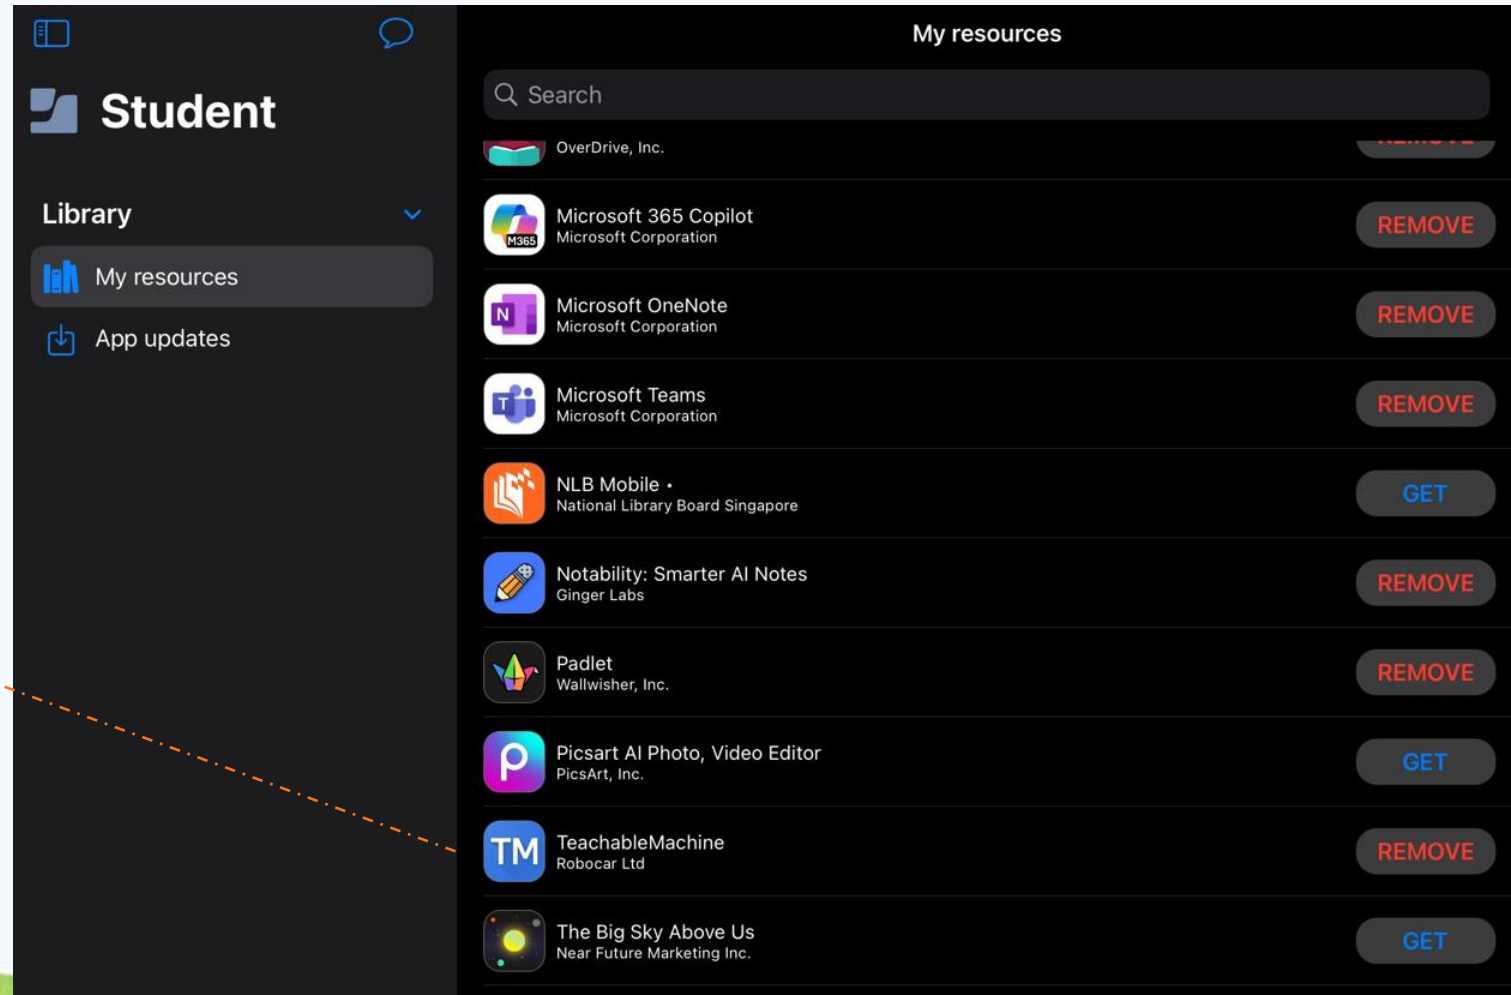 My resources
Student
Search
Library
My resources
App updates
OverDrive, Inc.
M365
Microsoft 365 Copilot
Microsoft Corporation
REMOVE
N
Microsoft OneNote
Microsoft Corporation
REMOVE
T
Microsoft Teams
Microsoft Corporation
REMOVE
NLB Mobile •
National Library Board Singapore
GET
Notability: Smarter AI Notes
Ginger Labs
REMOVE
Padlet
Wallwisher, Inc.
REMOVE
P
Picsart AI Photo, Video Editor
PicsArt, Inc.
GET
TM
TeachableMachine
Robocar Ltd
REMOVE
The Big Sky Above Us
Near Future Marketing Inc.
GET